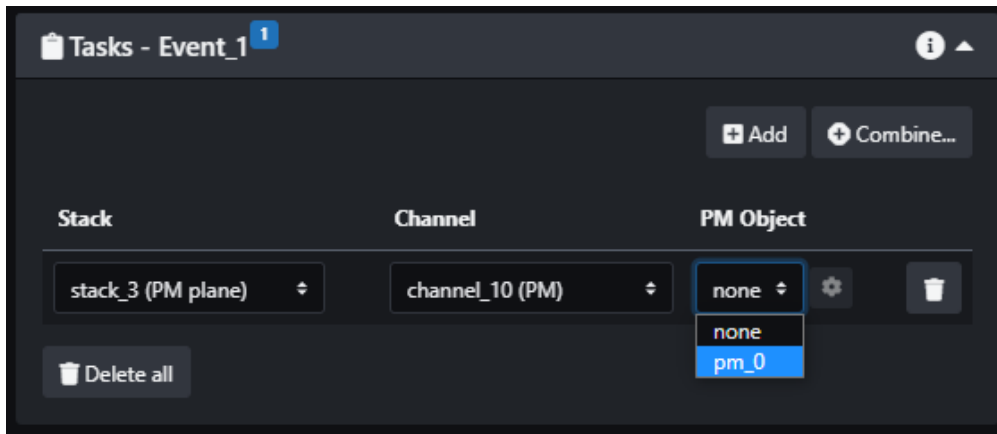 Tasks - Event_1 1
Add Combine...
Stack Channel PM Object
stack_3 (PM plane) channel_10 (PM) none
none
pm_0
Delete all